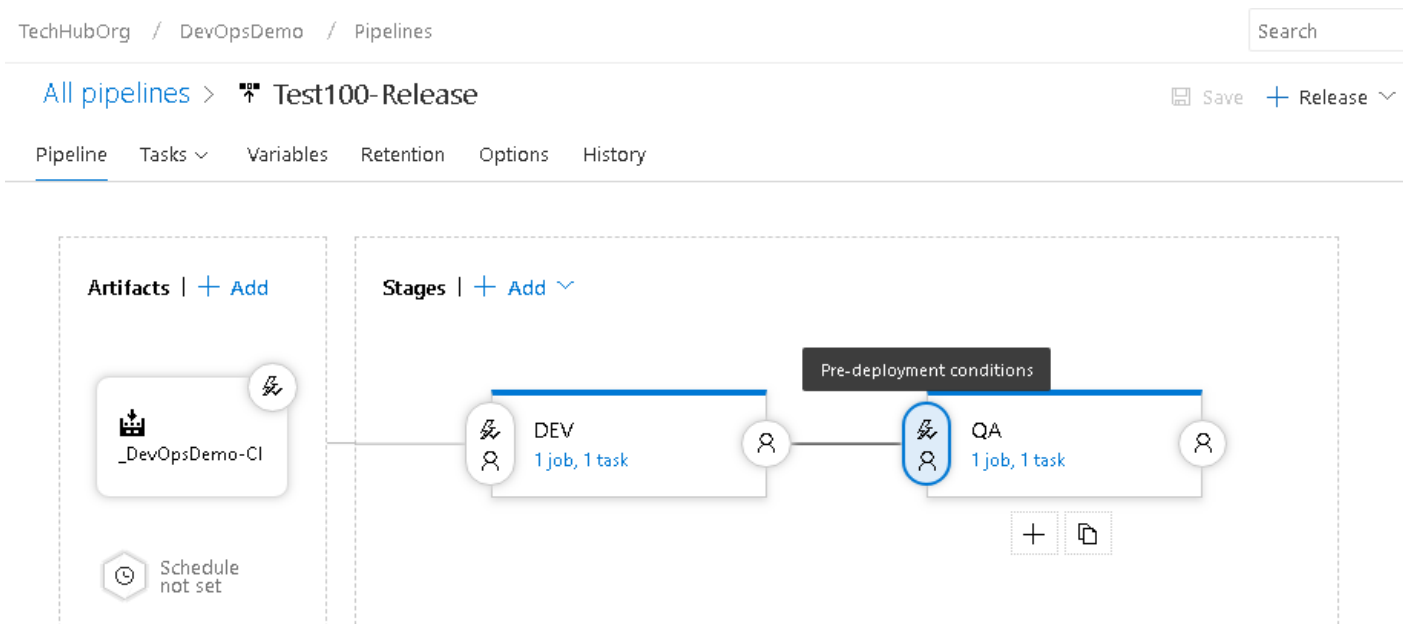 TechHubOrg / DevOpsDemo / Pipelines
Search
All pipelines > Test100-Release
Save + Release
Pipeline Tasks Variables Retention Options History
Artifacts | + Add
Stages | + Add
Pre-deployment conditions
_DevOpsDemo-CI
DEV
1 job, 1 task
QA
1 job, 1 task
Schedule
not set